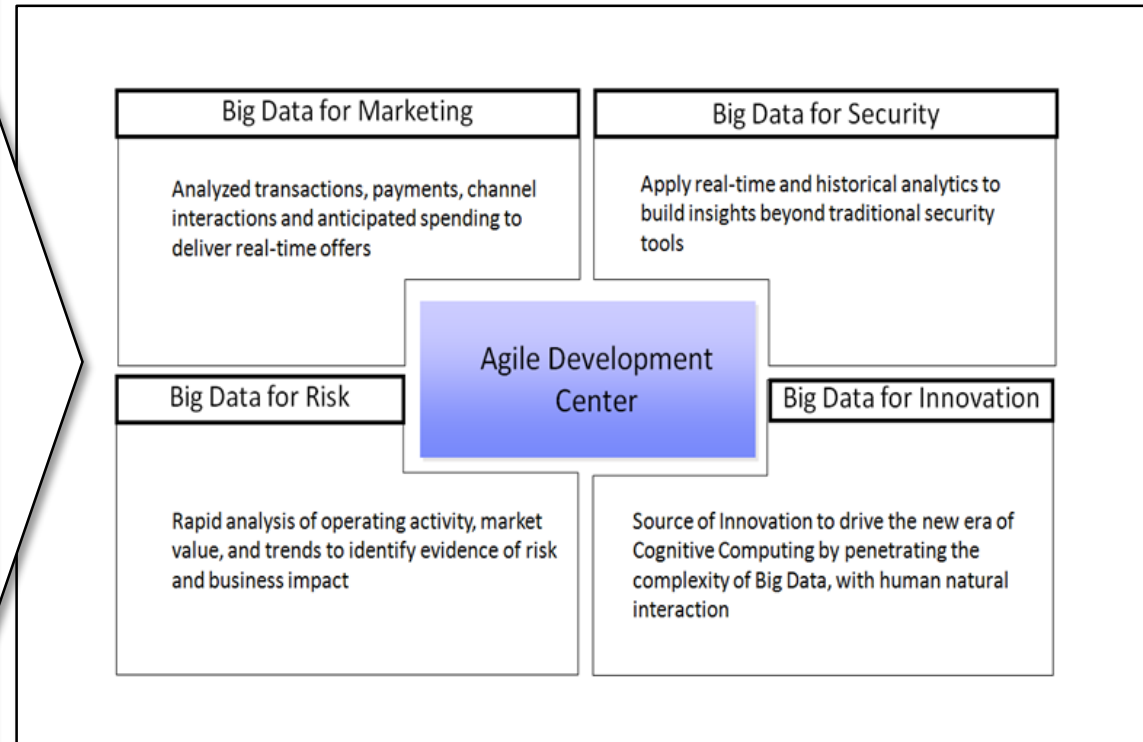 Big Data for Marketing
Analyzed transactions, payments, channel
interactions and anticipated spending to
deliver real-time offers
Big Data for Security
Apply real-time and historical analytics to
build insights beyond traditional security
tools
Agile Development
Center
Big Data for Risk
Rapid analysis of operating activity, market
value, and trends to identify evidence of risk
and business impact
Big Data for Innovation
Source of Innovation to drive the new era of
Cognitive Computing by penetrating the
complexity of Big Data, with human natural
interaction